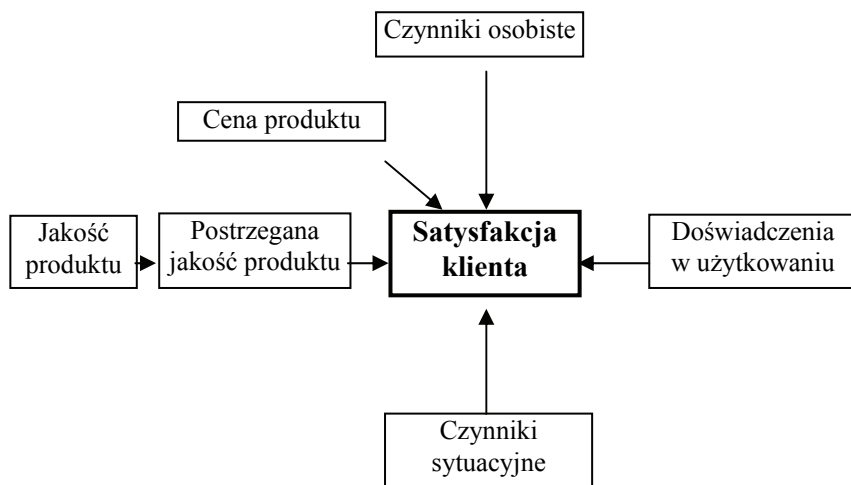 Czynniki osobiste
Cena produktu
Jakość
produktu
Postrzegana
jakość produktu
Satysfakcja
klienta
Doświadczenia
w użytkowaniu
Czynniki
sytuacyjne